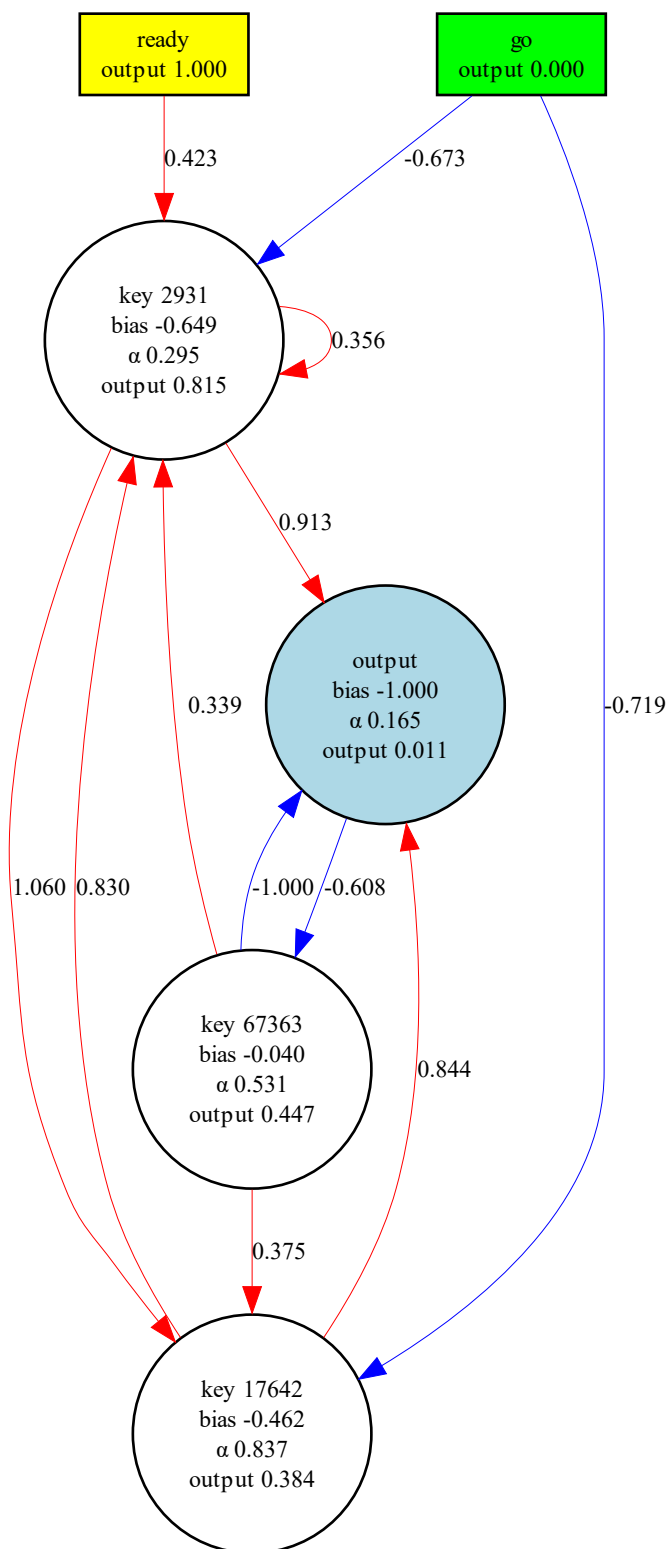 ready
output 1.000
go
output 0.000
0.423
-0.673
key 2931
bias -0.649
α 0.295
output 0.815
0.356
0.913
output
bias -1.000
α 0.165
output 0.011
0.339
-0.719
1.060
0.830
-1.000
-0.608
key 67363
bias -0.040
α 0.531
output 0.447
0.844
0.375
key 17642
bias -0.462
α 0.837
output 0.384